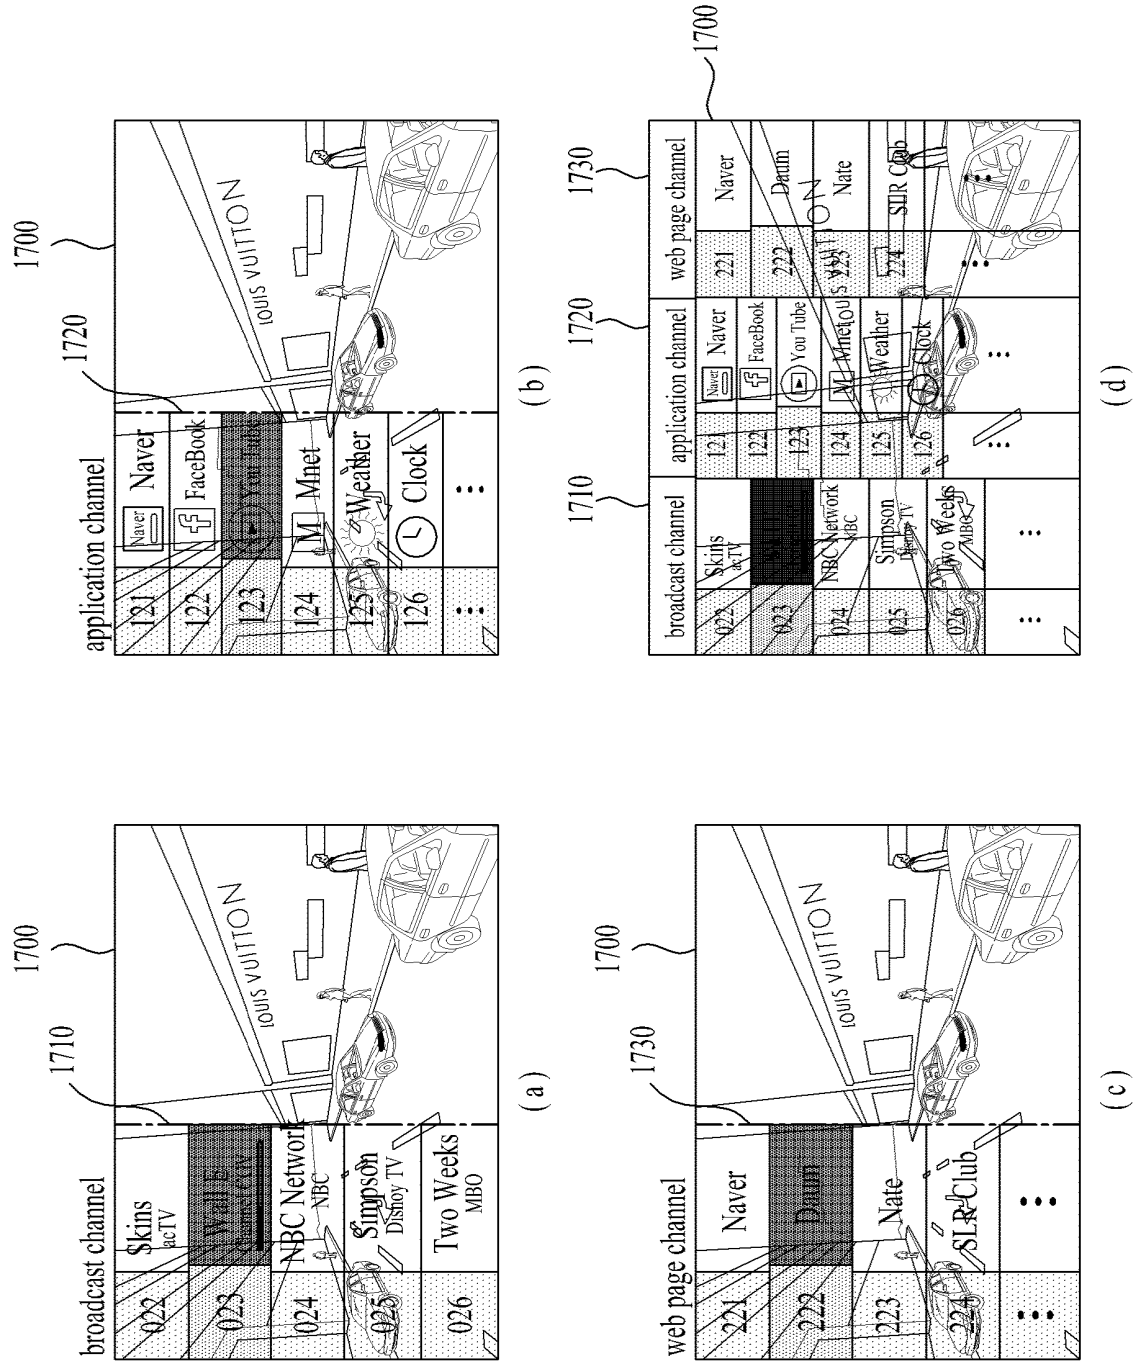 1700
1710
broadcast channel
022
Skins
acTV
023
Wall E
024
NBC Network
NBC
025
Simpson
Dishoy TV
026
Two Weeks
MBO
LOUIS VUITTON
(a)
1700
1720
application channel
121
Naver
Naver
122
f
FaceBook
123
You Tube
124
M
Mnet
125
Weather
126
Clock
LOUIS VUITTON
(b)
1700
1730
web page channel
221
Naver
222
Daum
223
Nate
224
SLR Club
LOUIS VUITTON
(c)
1700
1710
1720
1730
broadcast channel
application channel
web page channel
022
Skins
acTV
023
024
NBC Network
MBC
025
Simpson
Dishoy TV
026
Two Weeks
MBO
121
Naver
Naver
122
f
FaceBook
123
You Tube
124
M
Mnet
125
Weather
126
Clock
221
Naver
222
Daum
223
Nate
224
SLR Club
LOUIS VUITTON
(d)